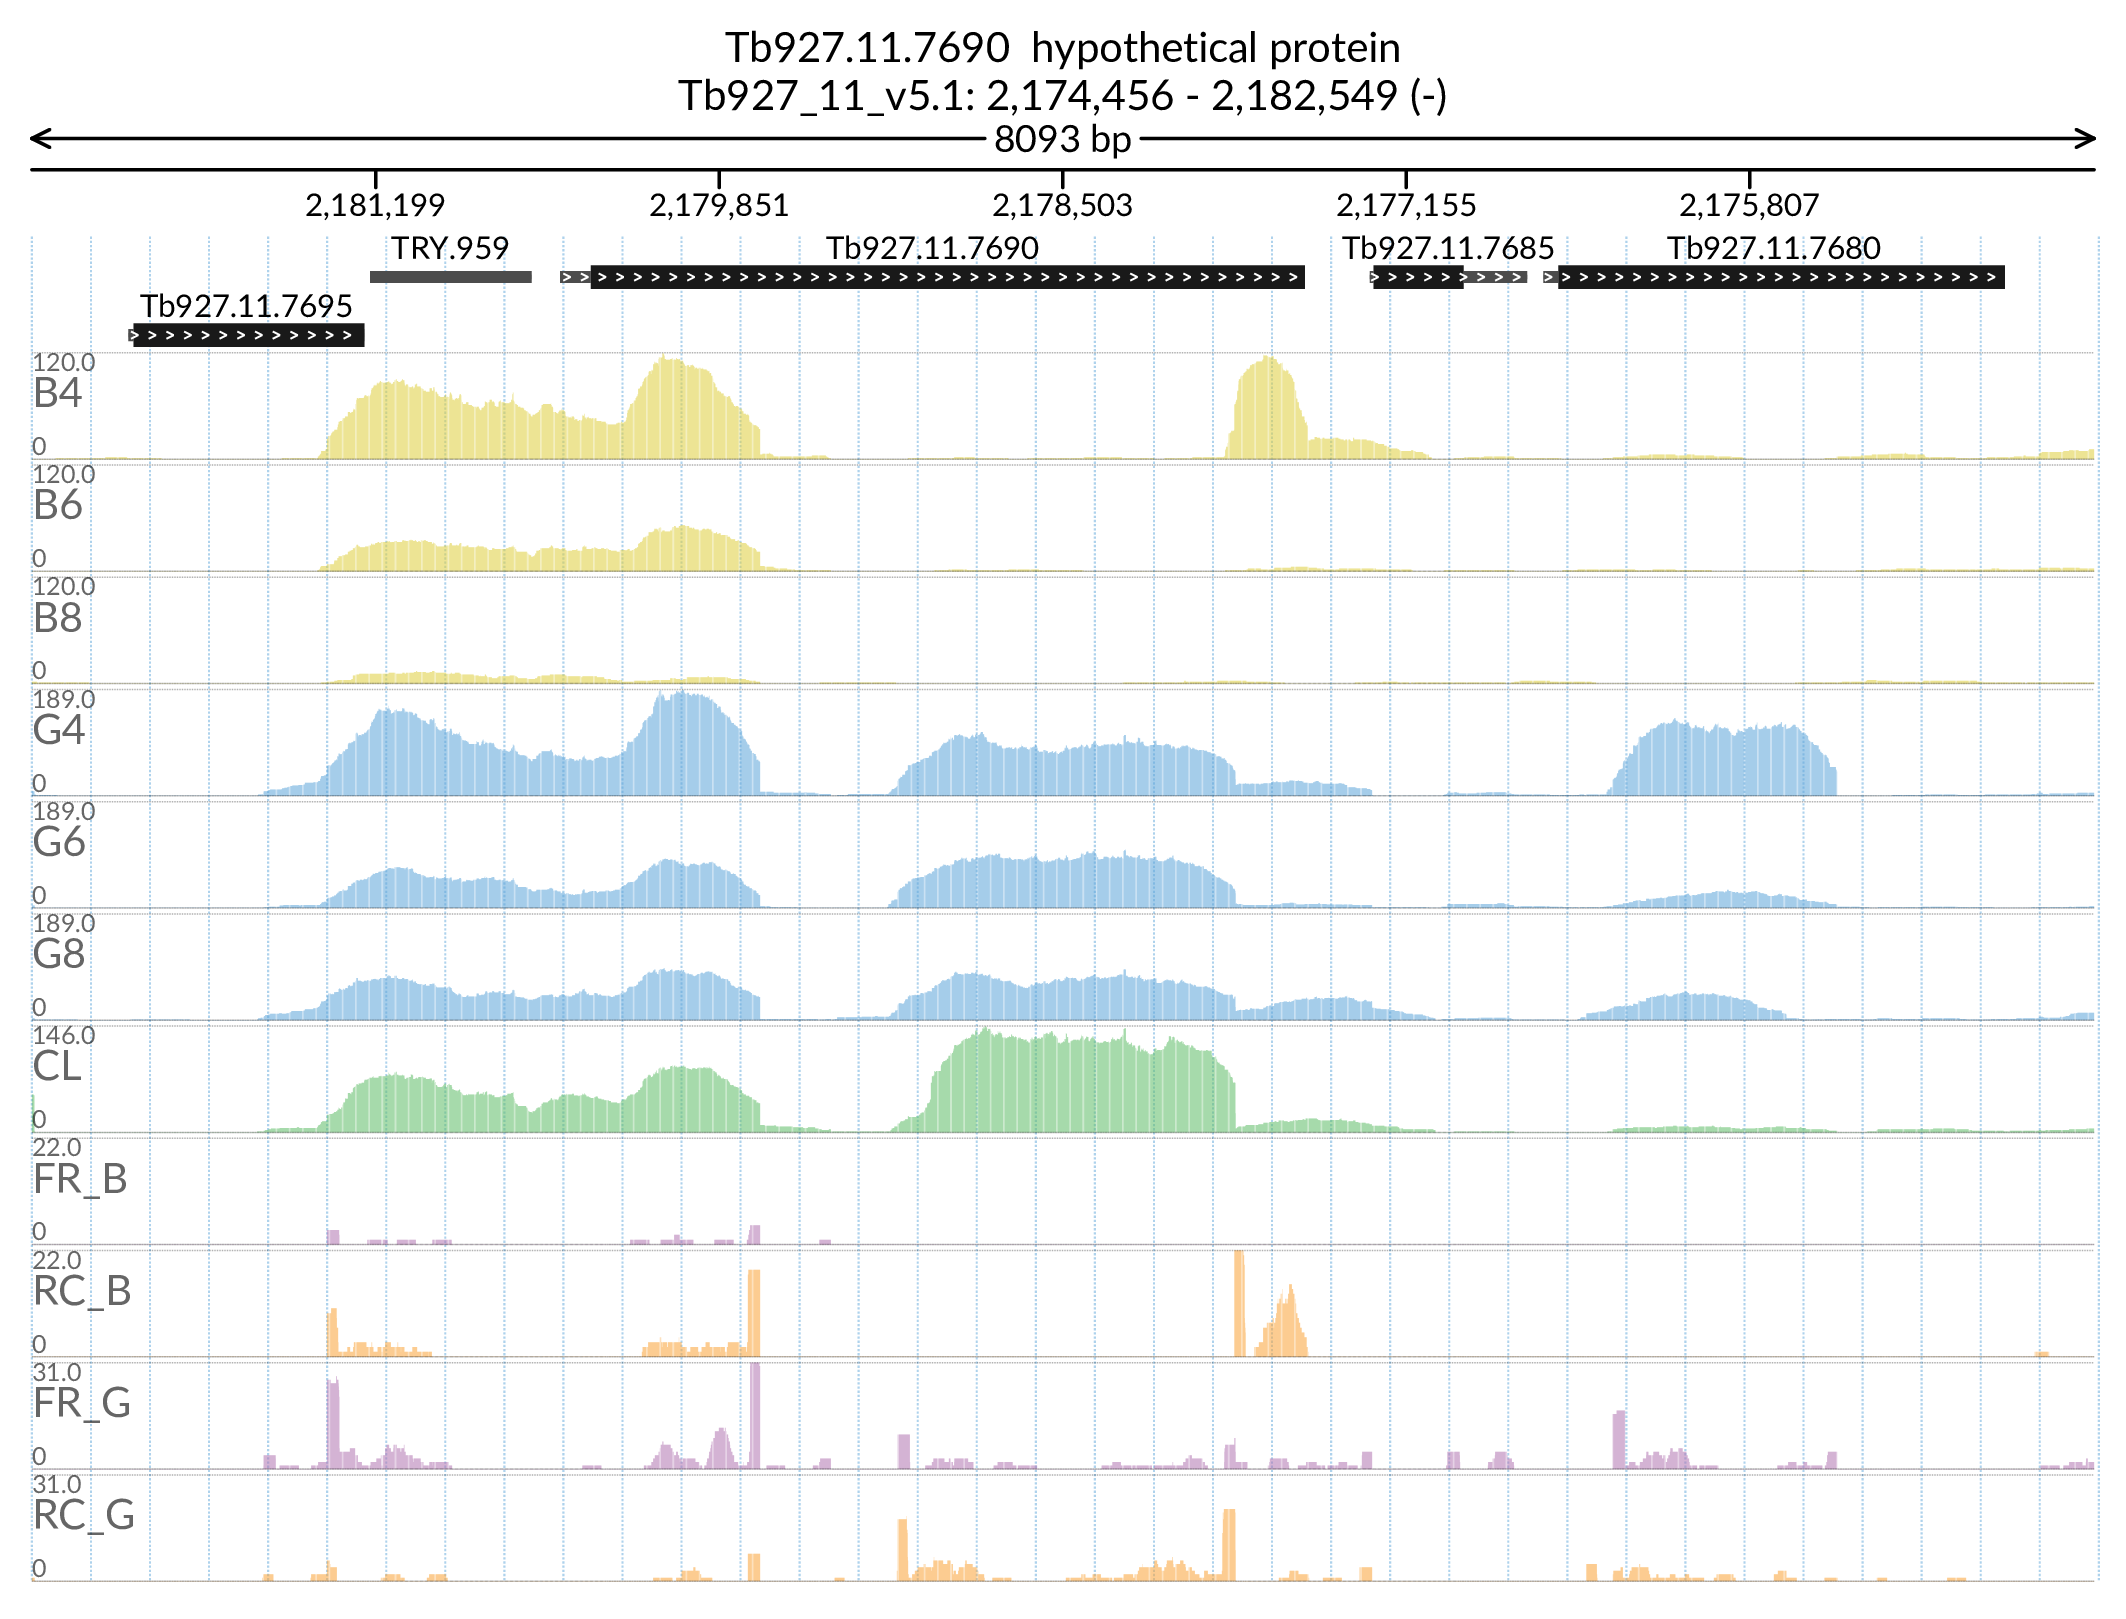 Tb927.11.7690 hypothetical protein
Tb927_11_v5.1: 2,174,456 - 2,182,549 (-)
8093 bp
2,181,199 2,179,851 2,178,503 2,177,155 2,175,807
TRY.959 Tb927.11.7690 Tb927.11.7685 Tb927.11.7680
Tb927.11.7695
120.0
B4
0
120.0
B6
0
120.0
B8
0
189.0
G4
0
189.0
G6
0
189.0
G8
0
146.0
CL
0
22.0
FR_B
0
22.0
RC_B
0
31.0
FR_G
0
31.0
RC_G
0